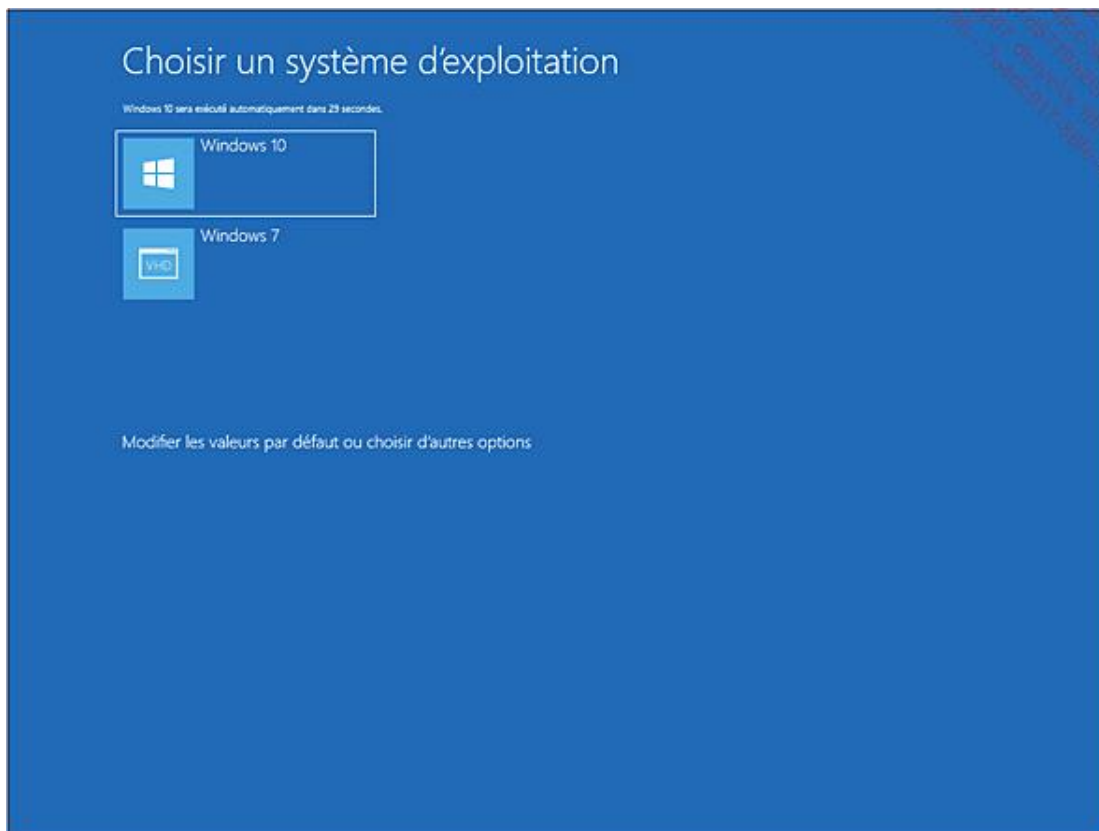 Choisir un système d'exploitation
Windows 10 sera exécuté automatiquement dans 29 secondes.
Windows 10
VHD
Windows 7
Modifier les valeurs par défaut ou choisir d'autres options